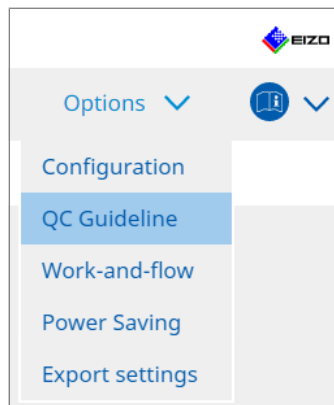 EIZO
Options
Configuration
QC Guideline
Work-and-flow
Power Saving
Export settings